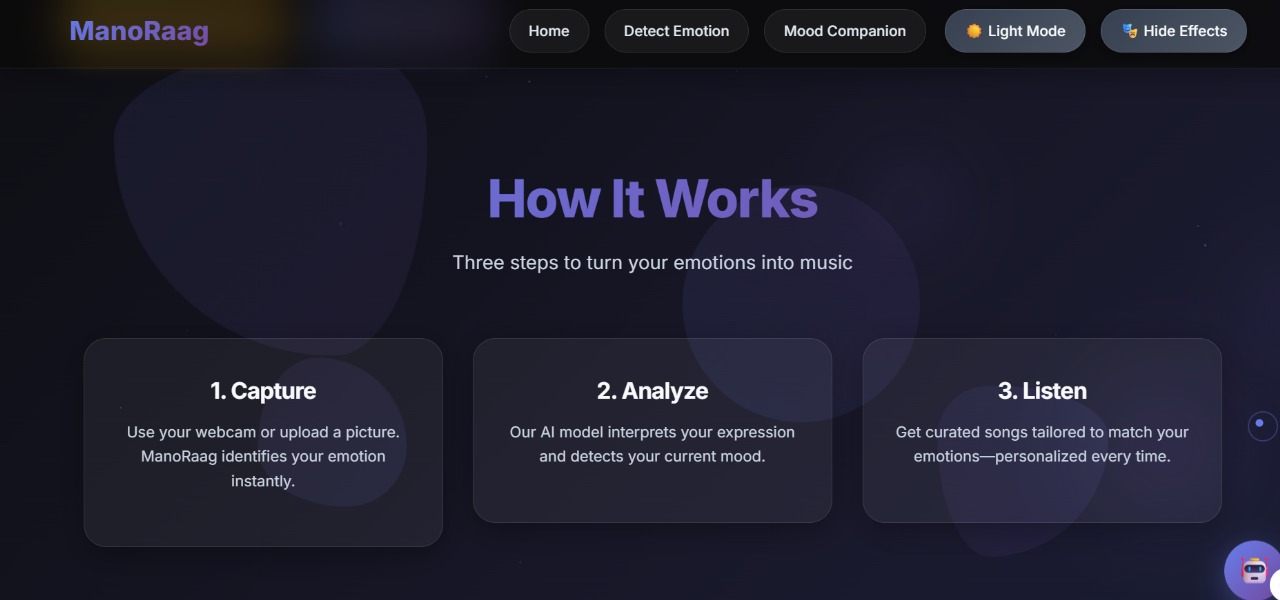 ManoRaag
Home
Detect Emotion
Mood Companion
Light Mode
Hide Effects
How It Works
Three steps to turn your emotions into music
1. Capture
Use your webcam or upload a picture.
ManoRaag identifies your emotion
instantly.
2. Analyze
Our AI model interprets your expression
and detects your current mood.
3. Listen
Get curated songs tailored to match your
emotions—personalized every time.